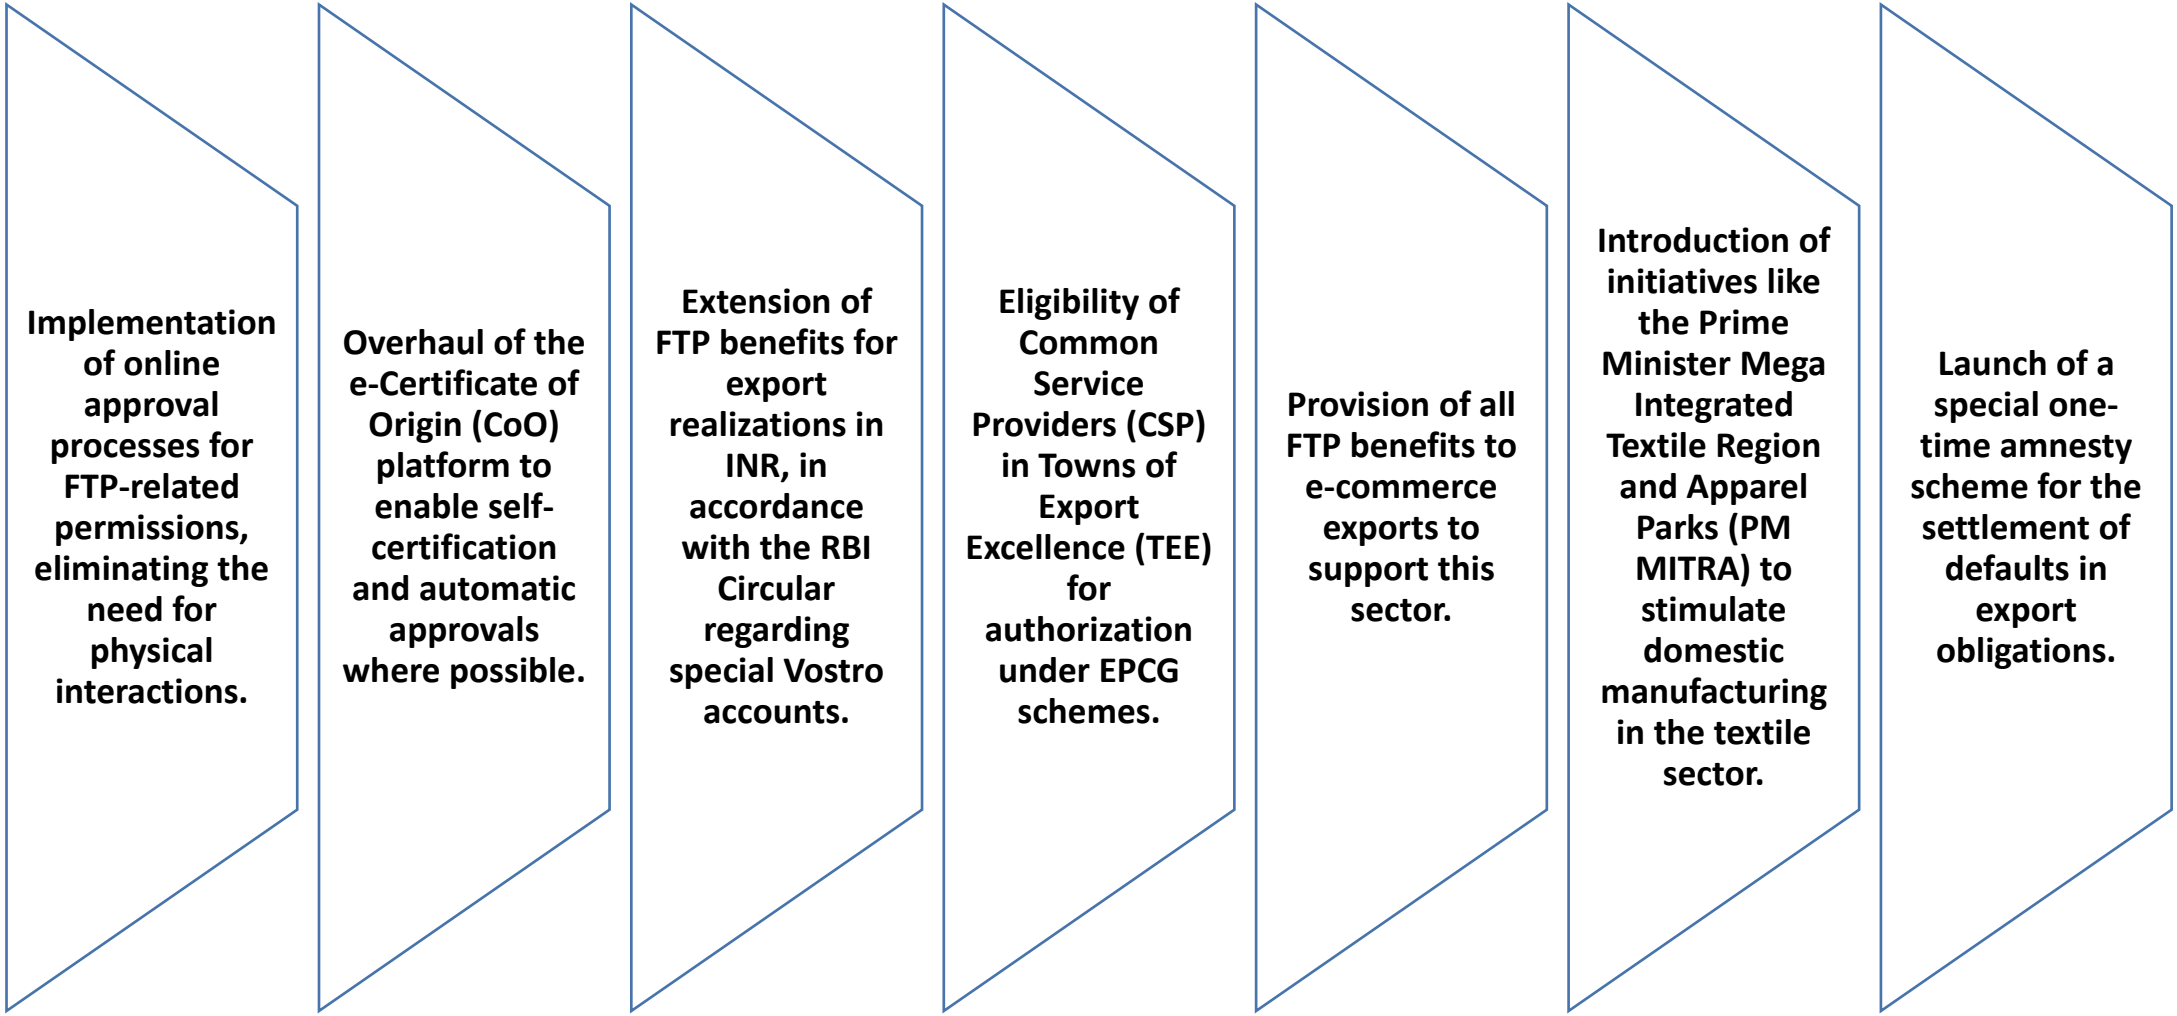 Implementation
of online
approval
processes for
FTP-related
permissions,
eliminating the
need for
physical
interactions.
Overhaul of the
e-Certificate of
Origin (CoO)
platform to
enable self-
certification
and automatic
approvals
where possible.
Extension of
FTP benefits for
export
realizations in
INR, in
accordance
with the RBI
Circular
regarding
special Vostro
accounts.
Eligibility of
Common
Service
Providers (CSP)
in Towns of
Export
Excellence (TEE)
for
authorization
under EPCG
schemes.
Provision of all
FTP benefits to
e-commerce
exports to
support this
sector.
Introduction of
initiatives like
the Prime
Minister Mega
Integrated
Textile Region
and Apparel
Parks (PM
MITRA) to
stimulate
domestic
manufacturing
in the textile
sector.
Launch of a
special one-
time amnesty
scheme for the
settlement of
defaults in
export
obligations.